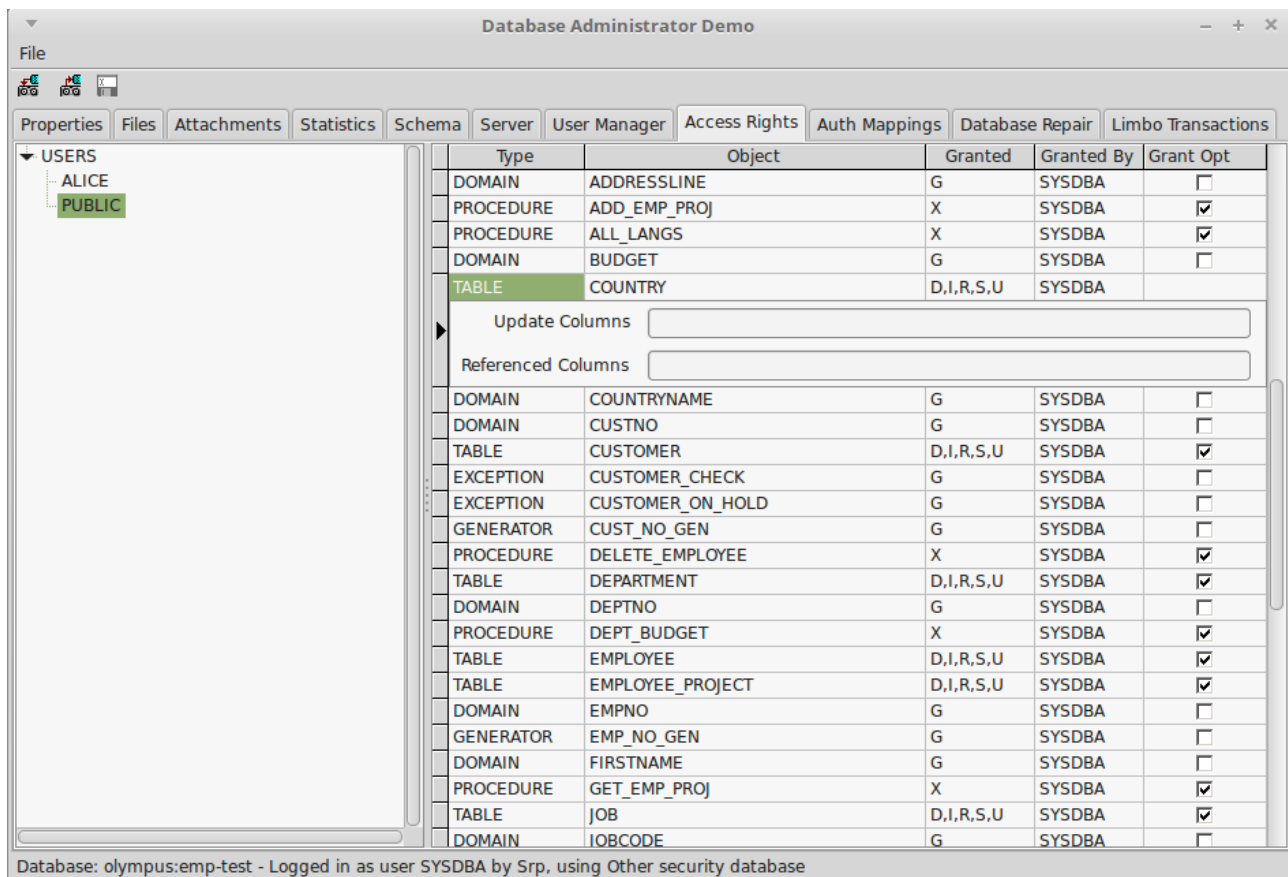 Database Administrator Demo
File
Properties Files Attachments Statistics Schema Server User Manager Access Rights Auth Mappings Database Repair Limbo Transactions
USERS
ALICE
PUBLIC
Type Object Granted Granted By Grant Opt
DOMAIN ADDRESSLINE G SYSDBA
PROCEDURE ADD_EMP_PROJ X SYSDBA
PROCEDURE ALL_LANGS X SYSDBA
DOMAIN BUDGET G SYSDBA
TABLE COUNTRY D,I,R,S,U SYSDBA
Update Columns
Referenced Columns
DOMAIN COUNTRYNAME G SYSDBA
DOMAIN CUSTNO G SYSDBA
TABLE CUSTOMER D,I,R,S,U SYSDBA
EXCEPTION CUSTOMER_CHECK G SYSDBA
EXCEPTION CUSTOMER_ON_HOLD G SYSDBA
GENERATOR CUST_NO_GEN G SYSDBA
PROCEDURE DELETE_EMPLOYEE X SYSDBA
TABLE DEPARTMENT D,I,R,S,U SYSDBA
DOMAIN DEPTNO G SYSDBA
PROCEDURE DEPT_BUDGET X SYSDBA
TABLE EMPLOYEE D,I,R,S,U SYSDBA
TABLE EMPLOYEE_PROJECT D,I,R,S,U SYSDBA
DOMAIN EMPNO G SYSDBA
GENERATOR EMP_NO_GEN G SYSDBA
DOMAIN FIRSTNAME G SYSDBA
PROCEDURE GET_EMP_PROJ X SYSDBA
TABLE JOB D,I,R,S,U SYSDBA
DOMAIN JOBCODE G SYSDBA
Database: olympus:emp-test - Logged in as user SYSDBA by Srp, using Other security database